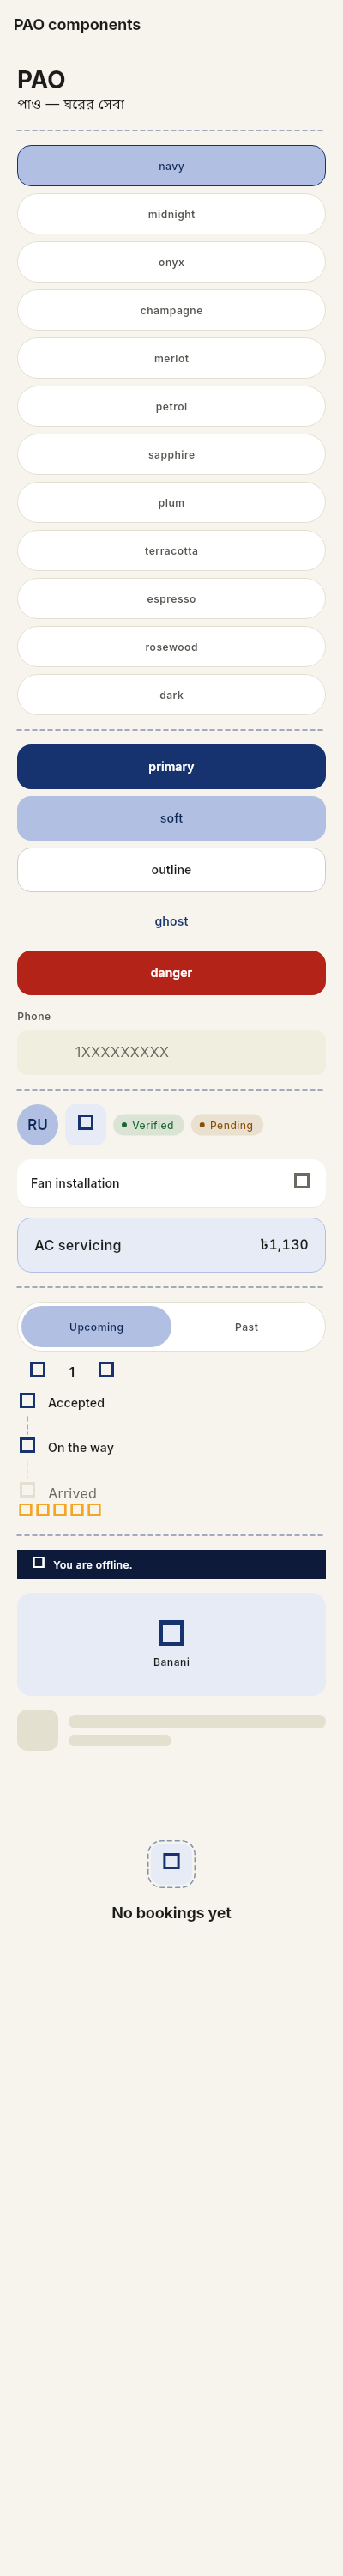 PAO components
PAO
পাও — ঘরের সেবা
navy
midnight
onyx
champagne
merlot
petrol
sapphire
plum
terracotta
espresso
rosewood
dark
primary
soft
outline
ghost
danger
Phone
1XXXXXXXXX
RU
Verified
Pending
Fan installation
AC servicing
৳1,130
Upcoming
Past
1
Accepted
On the way
Arrived
You are offline.
Banani
No bookings yet